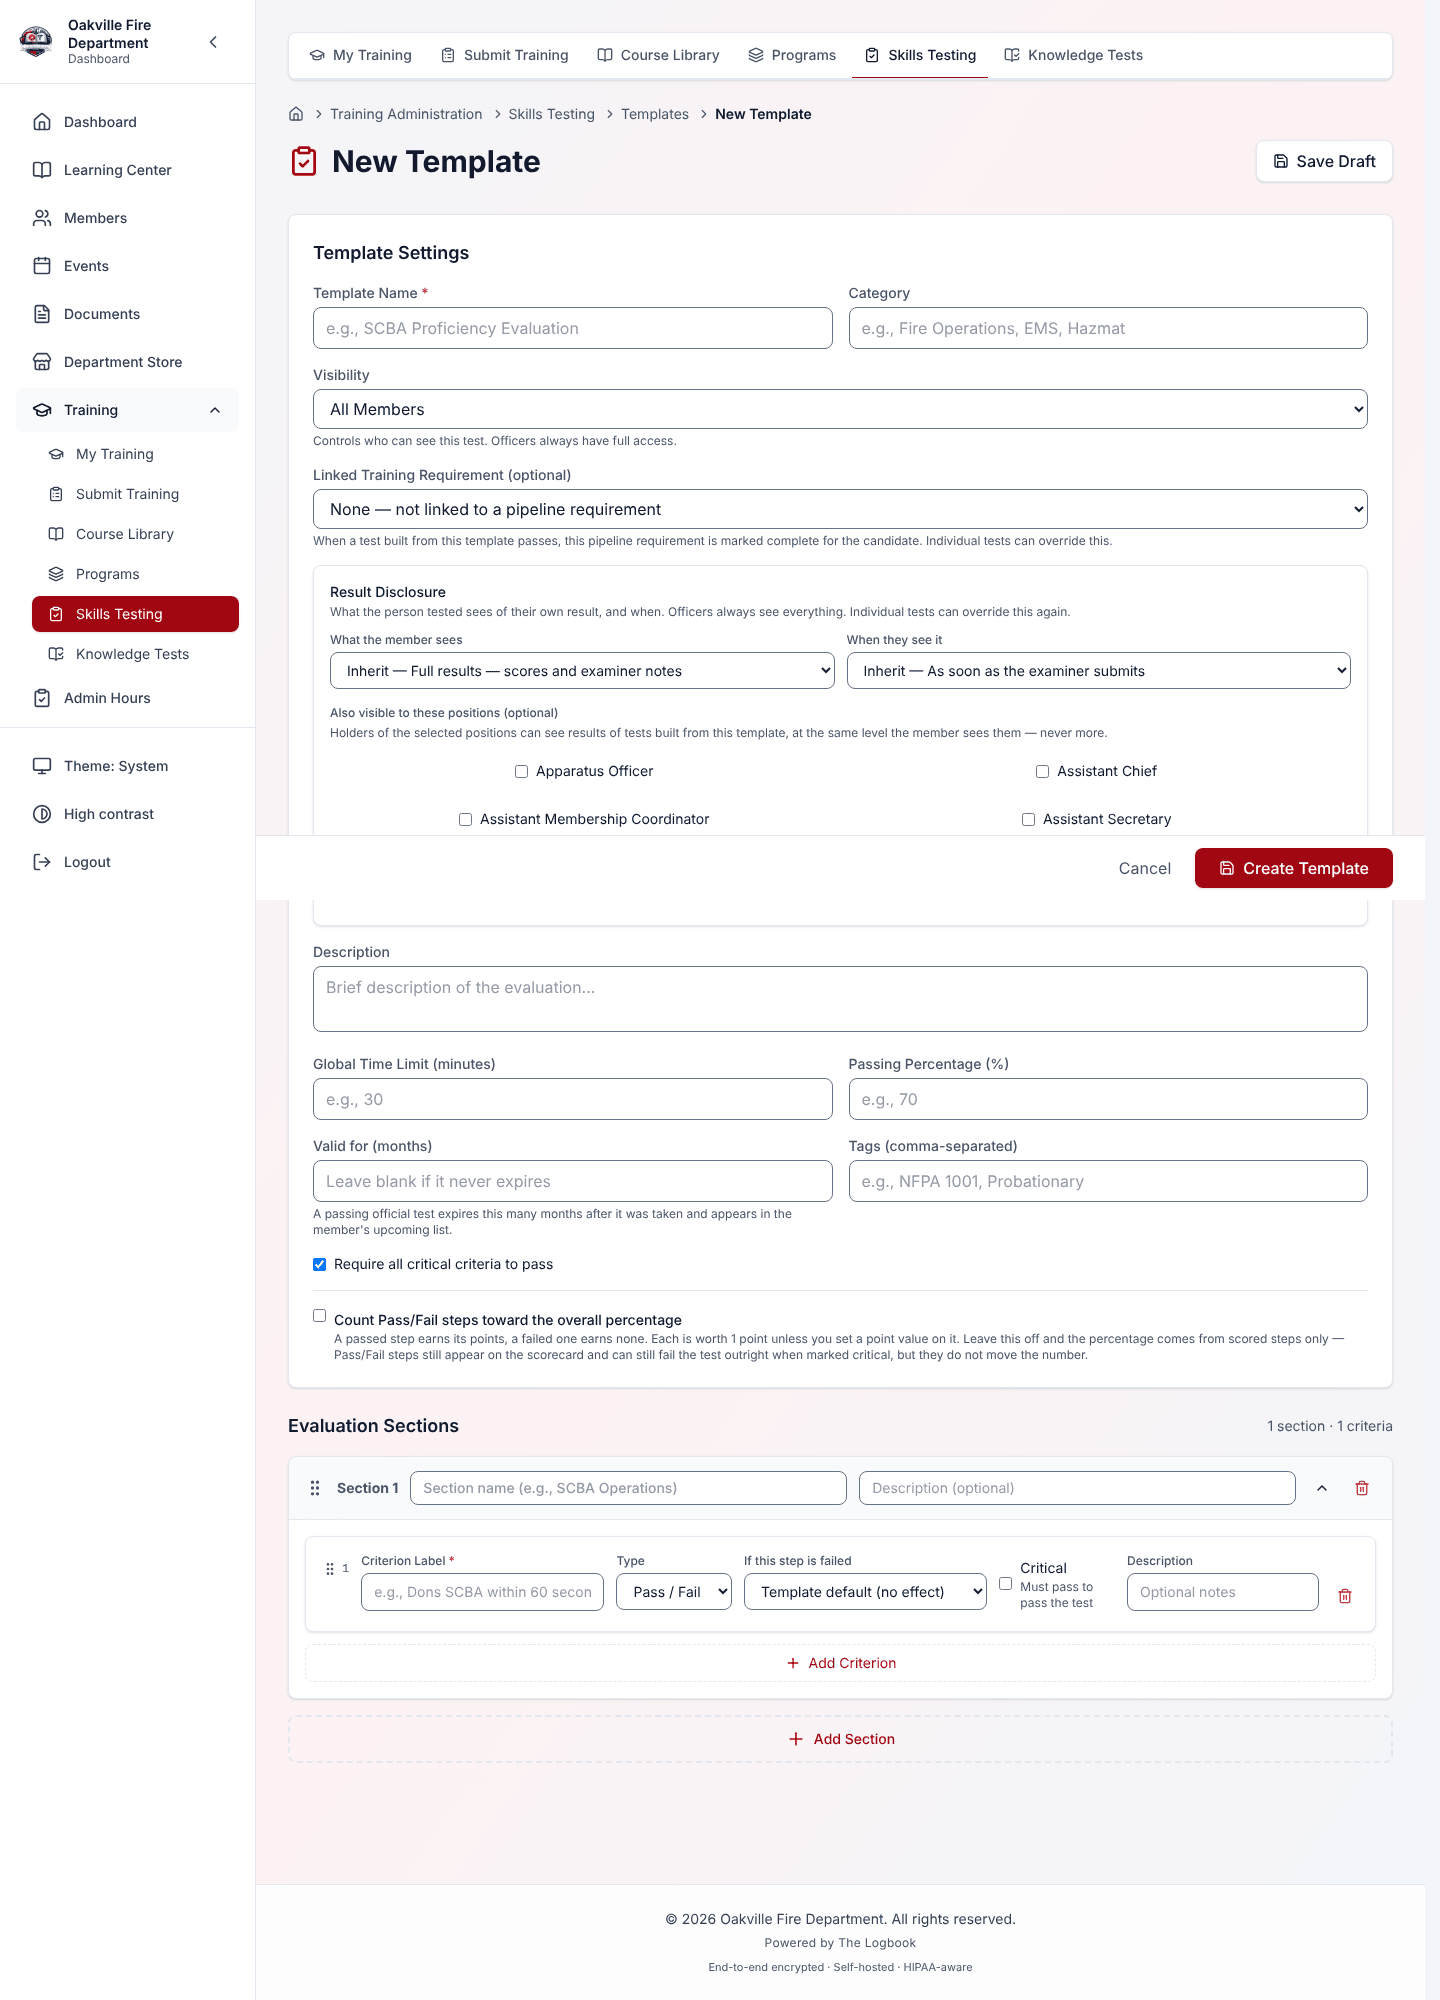 Oakville Fire
Department
Dashboard
Dashboard
Learning Center
Members
Events
Documents
Department Store
Training
My Training
Submit Training
Course Library
Programs
Skills Testing
Knowledge Tests
Admin Hours
Theme: System
High contrast
Logout
My Training Submit Training Course Library Programs Skills Testing Knowledge Tests
Training Administration Skills Testing Templates New Template
New Template
Save Draft
Template Settings
Template Name * Category
e.g., SCBA Proficiency Evaluation e.g., Fire Operations, EMS, Hazmat
Visibility
All Members
Controls who can see this test. Officers always have full access.
Linked Training Requirement (optional)
None — not linked to a pipeline requirement
When a test built from this template passes, this pipeline requirement is marked complete for the candidate. Individual tests can override this.
Result Disclosure
What the person tested sees of their own result, and when. Officers always see everything. Individual tests can override this again.
What the member sees When they see it
Inherit — Full results — scores and examiner notes Inherit — As soon as the examiner submits
Also visible to these positions (optional)
Holders of the selected positions can see results of tests built from this template, at the same level the member sees them — never more.
Apparatus Officer Assistant Chief
Assistant Membership Coordinator Assistant Secretary
Cancel Create Template
Description
Brief description of the evaluation...
Global Time Limit (minutes) Passing Percentage (%)
e.g., 30 e.g., 70
Valid for (months) Tags (comma-separated)
Leave blank if it never expires e.g., NFPA 1001, Probationary
A passing official test expires this many months after it was taken and appears in the
member's upcoming list.
Require all critical criteria to pass
Count Pass/Fail steps toward the overall percentage
A passed step earns its points, a failed one earns none. Each is worth 1 point unless you set a point value on it. Leave this off and the percentage comes from scored steps only —
Pass/Fail steps still appear on the scorecard and can still fail the test outright when marked critical, but they do not move the number.
Evaluation Sections 1 section · 1 criteria
Section 1 Section name (e.g., SCBA Operations) Description (optional)
1 Criterion Label * Type If this step is failed Critical Description
e.g., Dons SCBA within 60 secon Pass / Fail Template default (no effect) Must pass to Optional notes
pass the test
Add Criterion
Add Section
© 2026 Oakville Fire Department. All rights reserved.
Powered by The Logbook
End-to-end encrypted · Self-hosted · HIPAA-aware